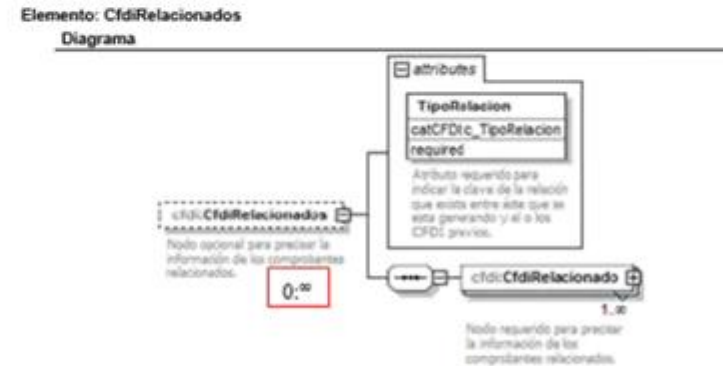 Elemento: CfdiRelacionados
Diagrama
attributes
TipoRelacion
catCFDI:c_TipoRelacion
required
Atributo requerido para
indicar la clave de la relación
que existe entre éste que se
esta generando y el o los
CFDI previos.
cfdi:CfdiRelacionados
Nodo opcional para precisar la
información de los comprobantes
relacionados.
0:∞
cfdi:CfdiRelacionado
1..∞
Nodo requerido para precisar
la información de los
comprobantes relacionados.